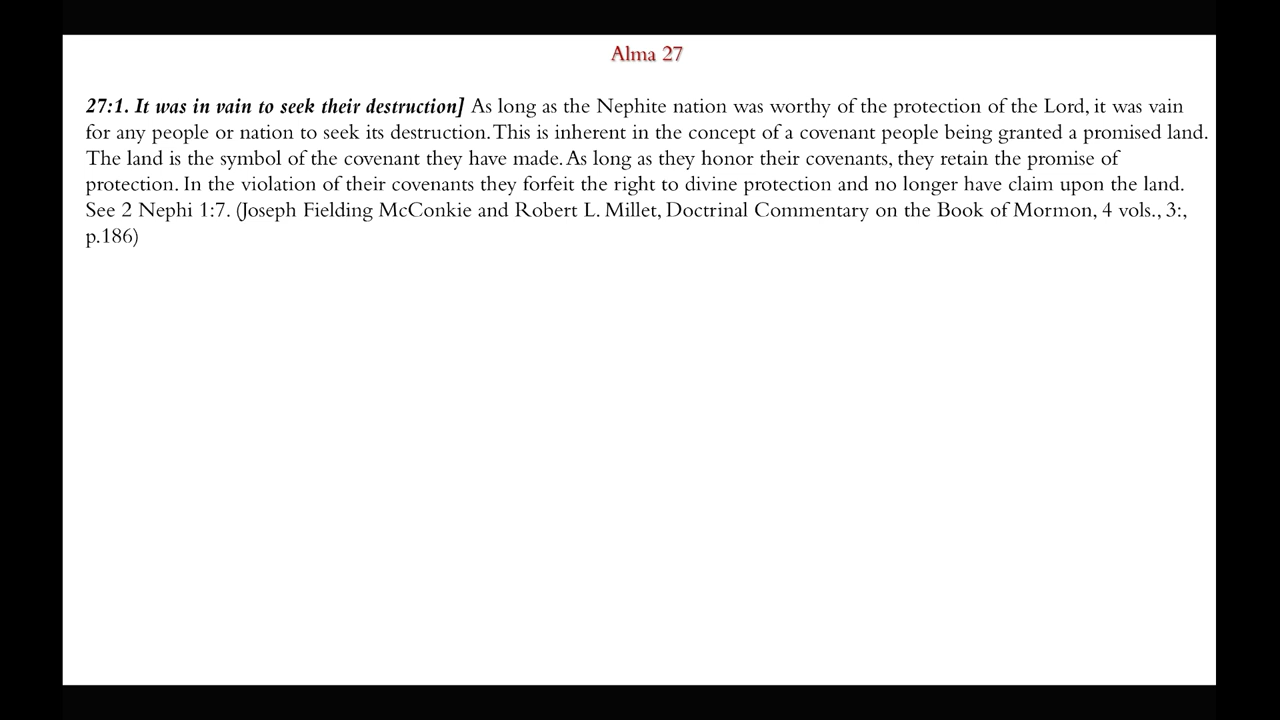 Alma 27
27:1. It was in vain to seek their destruction] As long as the Nephite nation was worthy of the protection of the Lord, it was vain
for any people or nation to seek its destruction. This is inherent in the concept of a covenant people being granted a promised land.
The land is the symbol of the covenant they have made. As long as they honor their covenants, they retain the promise of
protection. In the violation of their covenants they forfeit the right to divine protection and no longer have claim upon the land.
See 2 Nephi 1:7. (Joseph Fielding McConkie and Robert L. Millet, Doctrinal Commentary on the Book of Mormon, 4 vols., 3:,
p.186)